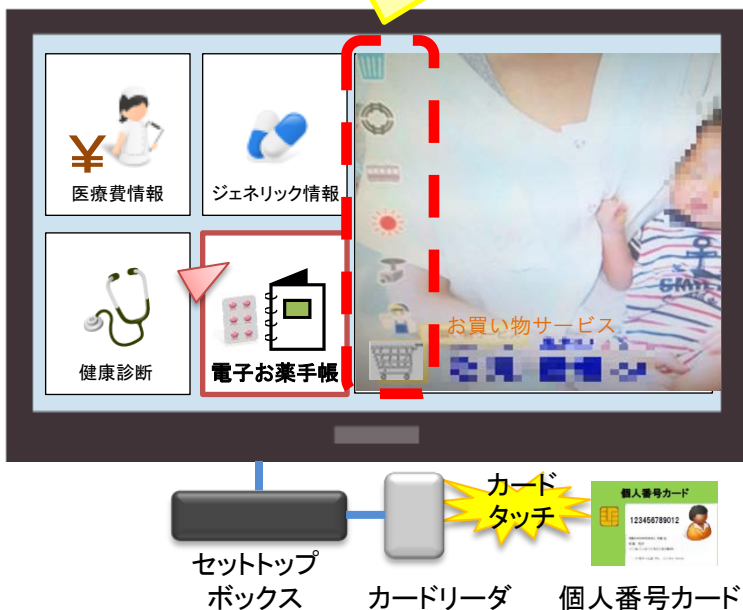 ¥
医療費情報
ジェネリック情報
健康診断
電子お薬手帳
お買い物サービス
カード
タッチ
個人番号カード
123456789012
セットトップ
ボックス
カードリーダ
個人番号カード